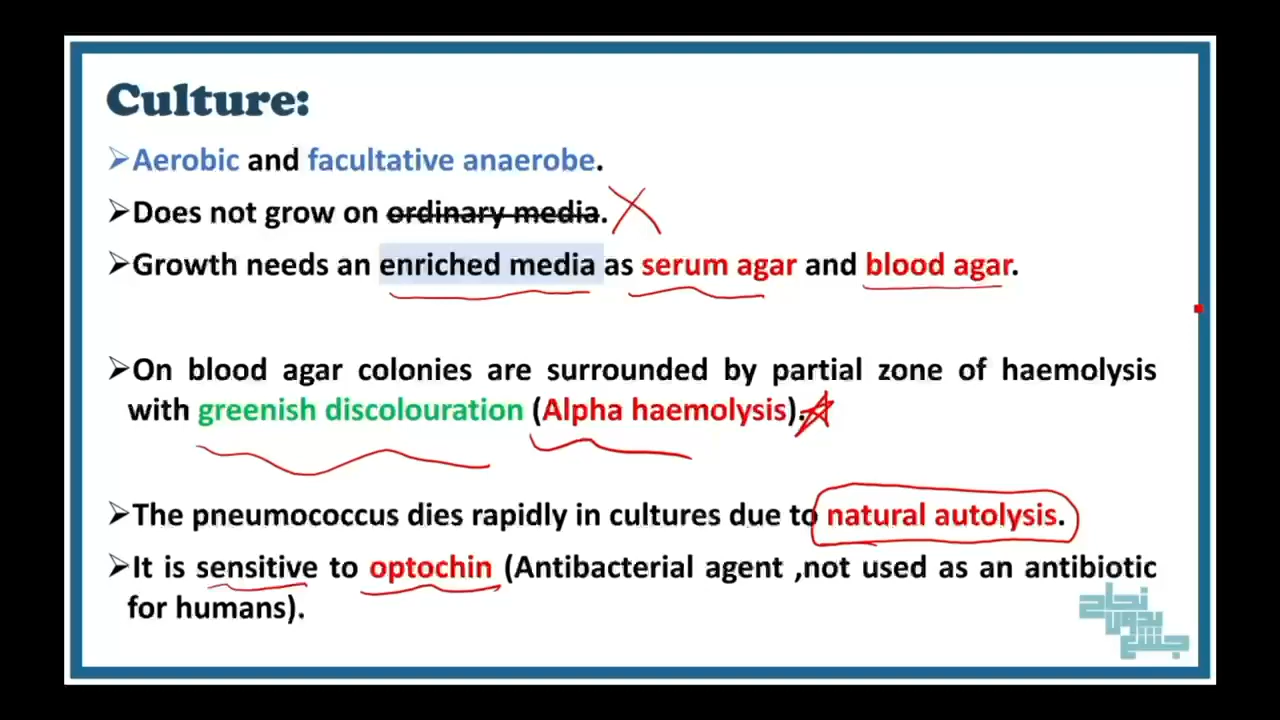 Culture:
➢Aerobic and facultative anaerobe.
➢Does not grow on ordinary media.
➢Growth needs an enriched media as serum agar and blood agar.
➢On blood agar colonies are surrounded by partial zone of haemolysis
with greenish discolouration (Alpha haemolysis).
➢The pneumococcus dies rapidly in cultures due to natural autolysis.
➢It is sensitive to optochin (Antibacterial agent ,not used as an antibiotic
for humans).
نجاح
بدون
جشع